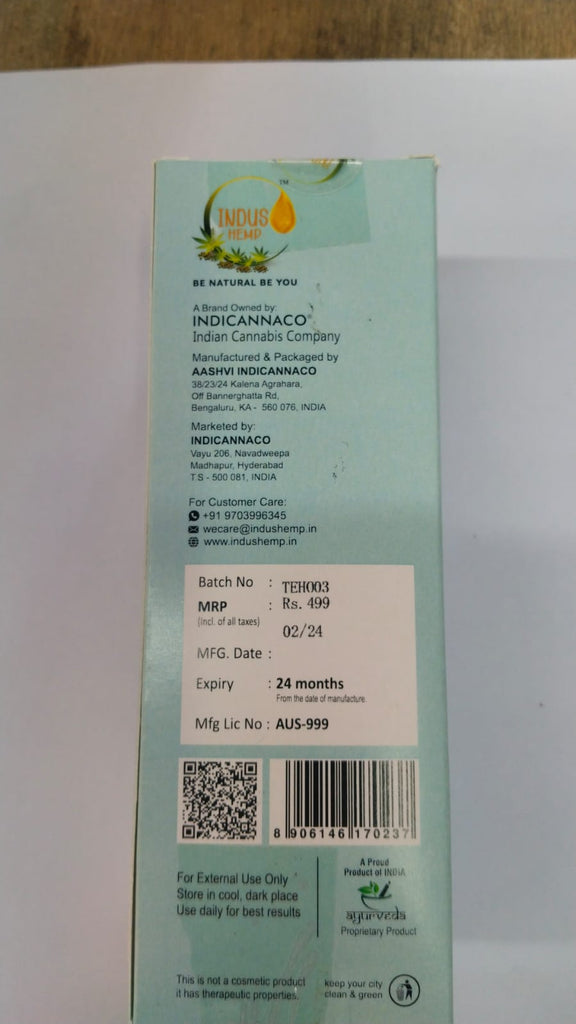 TM
INDUS
HEMP
BE NATURAL BE YOU
A Brand Owned by:
INDICANNACO®
Indian Cannabis Company
Manufactured & Packaged by
AASHVI INDICANNACO
38/23/24 Kalena Agrahara,
Off Bannerghatta Rd,
Bengaluru, KA - 560 076, INDIA
Marketed by:
INDICANNACO
Vayu 206, Navadweepa
Madhapur, Hyderabad
TS - 500 081, INDIA
For Customer Care:
+91 9703996345
wecare@indushemp.in
www.indushemp.in
Batch No : TEH003
MRP : Rs. 499
(Incl. of all taxes)
02/24
MFG. Date :
Expiry : 24 months
From the date of manufacture.
Mfg Lic No : AUS-999
8 906146 170237
For External Use Only
Store in cool, dark place
Use daily for best results
A Proud
Product of INDIA
ayurveda
Proprietary Product
This is not a cosmetic product
it has therapeutic properties.
keep your city
clean & green